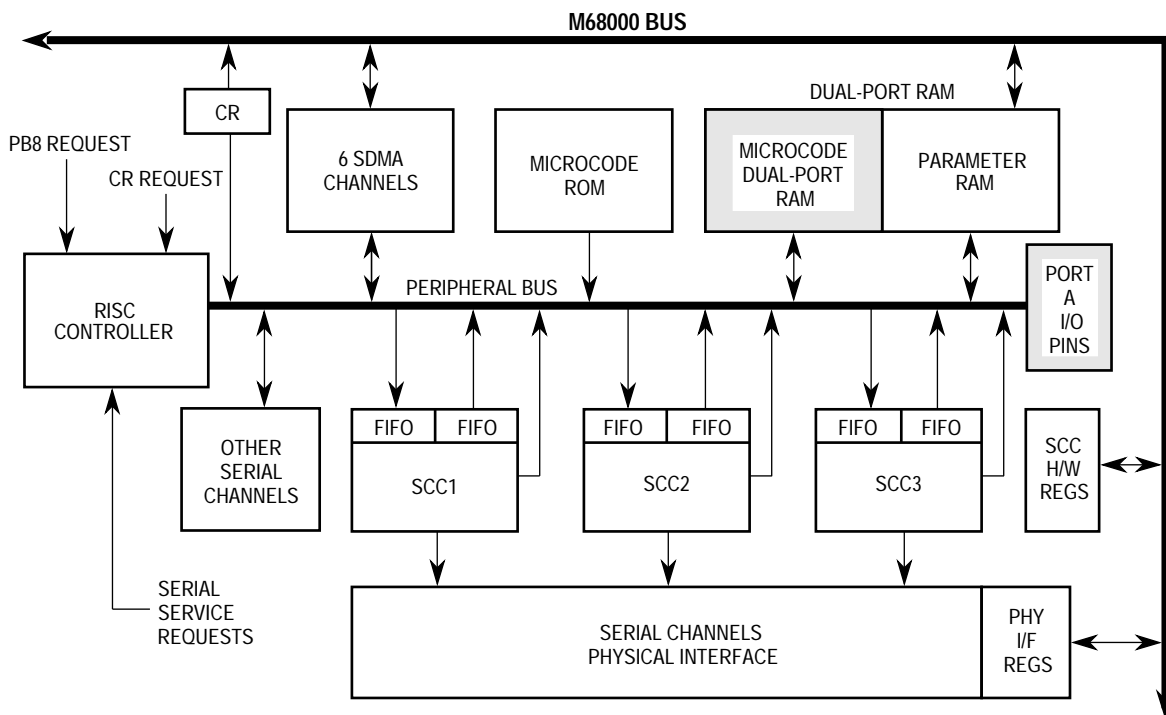 M68000 BUS
DUAL-PORT RAM
CR
PB8 REQUEST
CR REQUEST
6 SDMA
CHANNELS
MICROCODE
ROM
MICROCODE
DUAL-PORT
RAM
PARAMETER
RAM
RISC
CONTROLLER
PERIPHERAL BUS
PORT
A
I/O
PINS
OTHER
SERIAL
CHANNELS
FIFO
FIFO
SCC1
FIFO
FIFO
SCC2
FIFO
FIFO
SCC3
SCC
H/W
REGS
SERIAL
SERVICE
REQUESTS
SERIAL CHANNELS
PHYSICAL INTERFACE
PHY
I/F
REGS